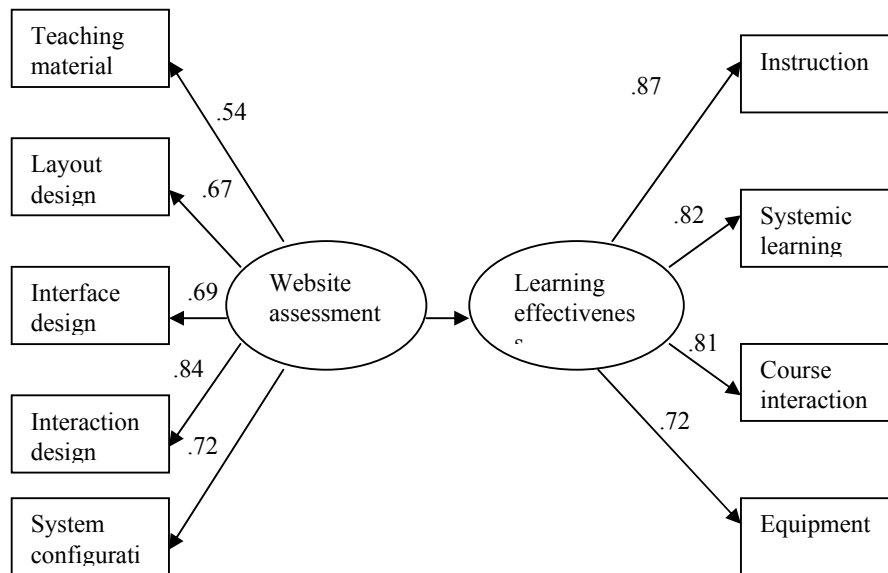 Teaching
material
.54
Layout
design
.67
Interface
design
.69
Interaction
design
.84
System
configurati
.72
Website
assessment
Learning
effectivenes
s
.87
Instruction
.82
Systemic
learning
.81
Course
interaction
.72
Equipment